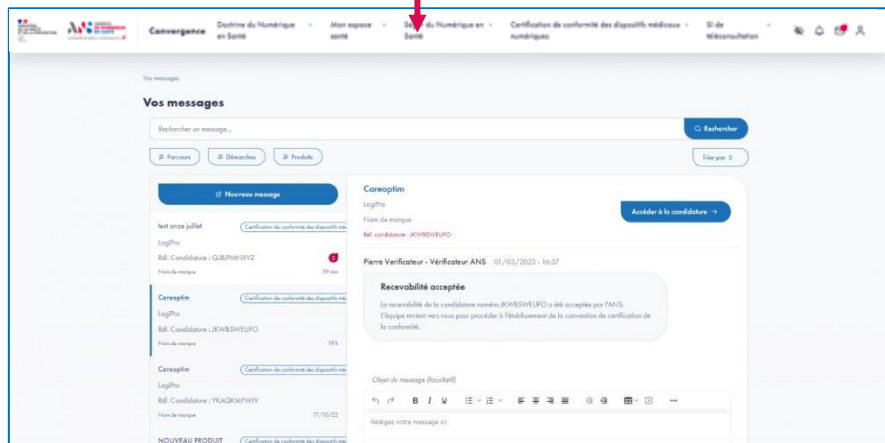 Convergence
Doctrine du Numérique en Santé
Mon espace santé
Ségur du Numérique en Santé
Certification de conformité des dispositifs médicaux numériques
SI de téléconsultation
Vos messages
Vos messages
Rechercher un message...
Rechercher
Parcours
Démarches
Produits
Trier par
Nouveau message
test onze juillet
Certification de conformité des dispositifs mé
LogiPro
Réf. Candidature :
Nom de marque
59 min
Careoptim
Certification de conformité des dispositifs mé
LogiPro
Réf. Candidature : JKWBSWEUFO
Nom de marque
19 h
Careoptim
Certification de conformité des dispositifs mé
LogiPro
Réf. Candidature : YKAQKMFWLV
Nom de marque
17/10/22
NOUVEAU PRODUIT
Certification de conformité des dispositifs mé
Careoptim
LogiPro
Nom de marque
Réf. candidature : JKWBSWEUFO
Accéder à la candidature →
Pierre Verificateur - Vérificateur ANS 01/03/2023 - 16:37
Recevabilité acceptée
La recevabilité de la candidature numéro JKWBSWEUFO a été acceptée par l'ANS.
L'équipe revient vers vous pour procéder à l'établissement de la convention de certification de
la conformité.
Objet du message (facultatif)
B I U
Rédigez votre message ici